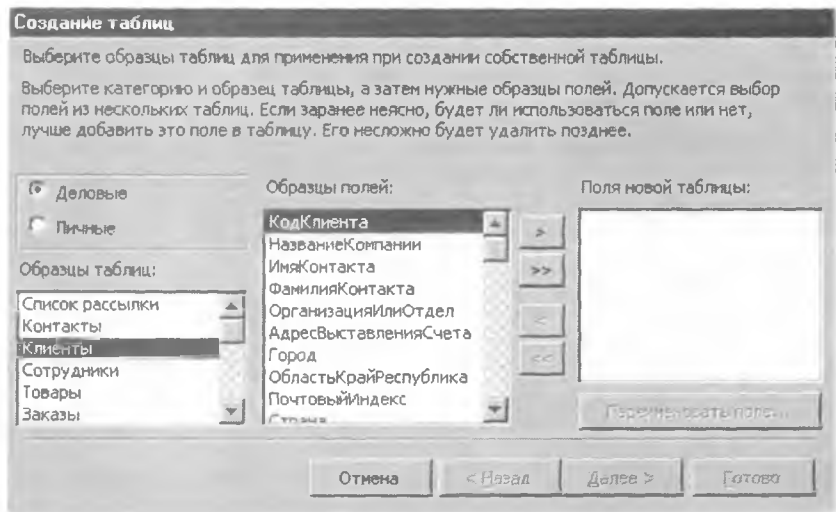 Создание таблиц
Выберите образцы таблиц для применения при создании собственной таблицы.
Выберите категорию и образец таблицы, а затем нужные образцы полей. Допускается выбор
полей из нескольких таблиц. Если заранее неясно, будет ли использоваться поле или нет,
лучше добавить это поле в таблицу. Его несложно будет удалить позднее.
Деловые
Личные
Образцы таблиц:
Список рассылки
Контакты
Клиенты
Сотрудники
Товары
Заказы
Образцы полей:
КодКлиента
НазваниеКомпании
ИмяКонтакта
ФамилияКонтакта
ОрганизацияИлиОтдел
АдресВыставленияСчета
Город
ОбластьКрайРеспублика
ПочтовыйИндекс
Страна
>
>>
<
<<
Поля новой таблицы:
Переименовать поле...
Отмена
< Назад
Далее >
Готово